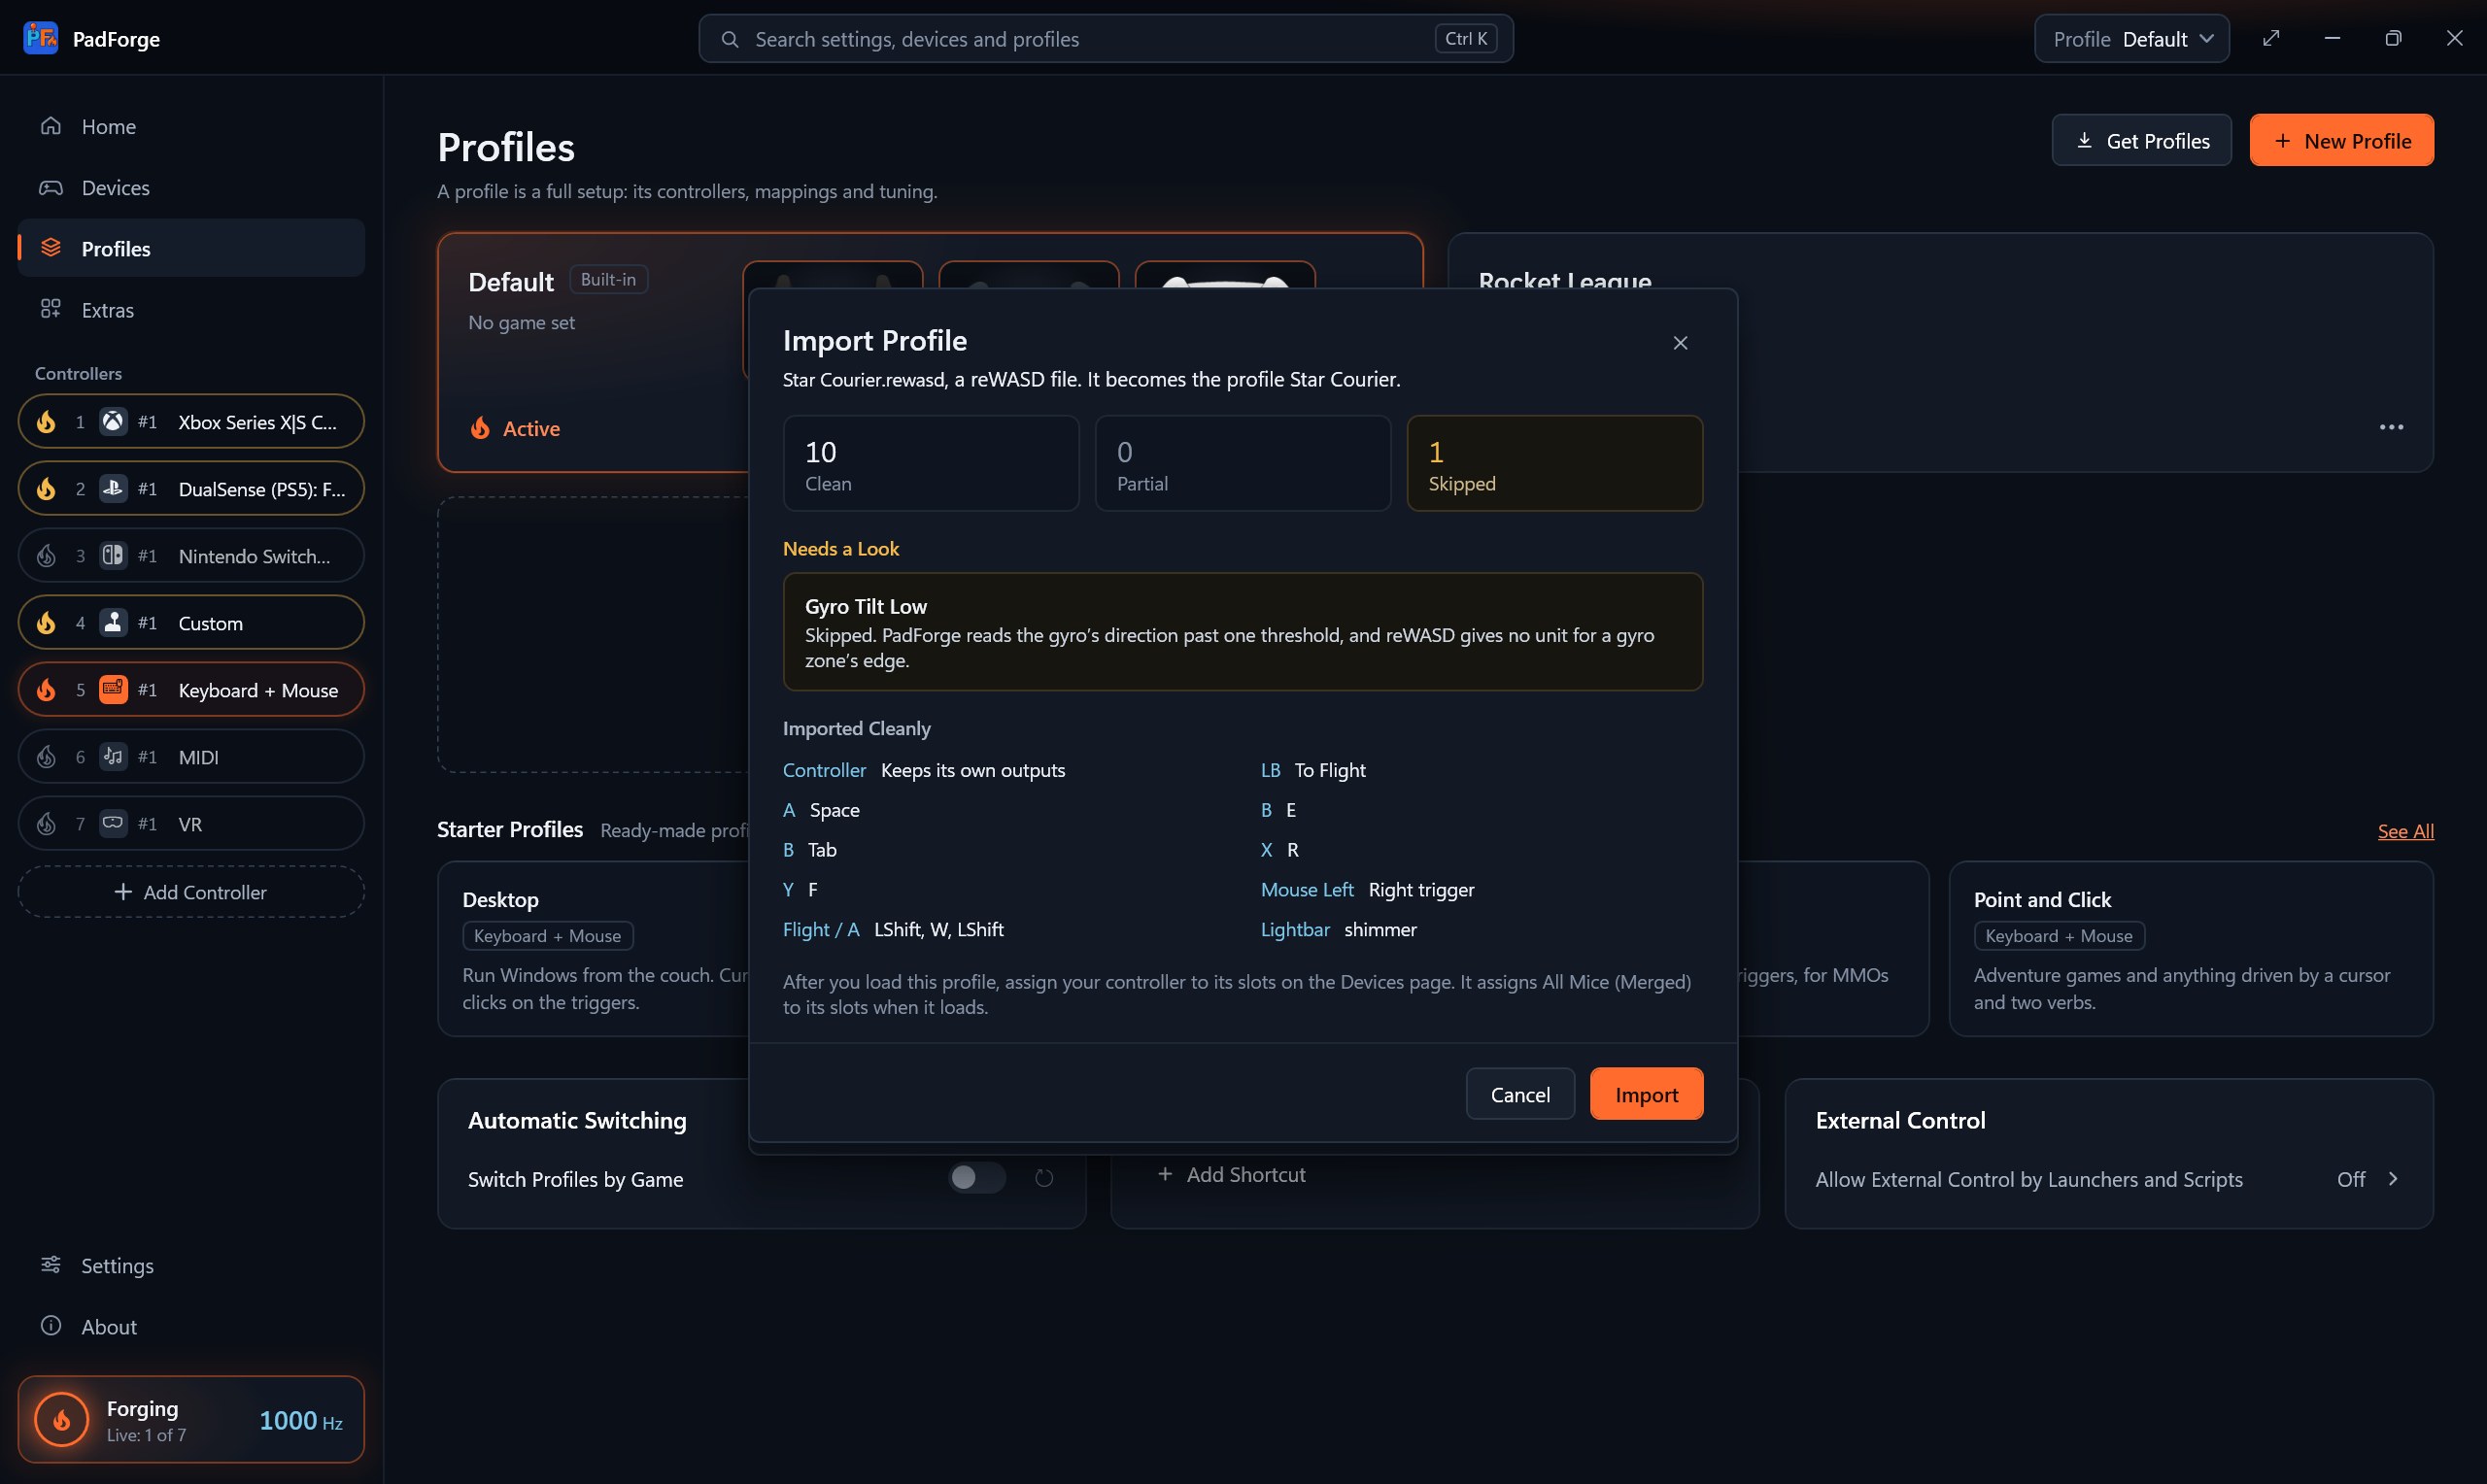 PadForge
Search settings, devices and profiles
Ctrl K
Profile Default
Home
Devices
Profiles
Extras
Controllers
1 #1 Xbox Series X|S C...
2 #1 DualSense (PS5): F...
3 #1 Nintendo Switch...
4 #1 Custom
5 #1 Keyboard + Mouse
6 #1 MIDI
7 #1 VR
+ Add Controller
Settings
About
Forging
Live: 1 of 7
1000 Hz
Profiles
A profile is a full setup: its controllers, mappings and tuning.
Get Profiles
+ New Profile
Default Built-in
No game set
Active
Rocket League
Import Profile
Star Courier.rewasd, a reWASD file. It becomes the profile Star Courier.
10
Clean
0
Partial
1
Skipped
Needs a Look
Gyro Tilt Low
Skipped. PadForge reads the gyro’s direction past one threshold, and reWASD gives no unit for a gyro
zone’s edge.
Imported Cleanly
Controller Keeps its own outputs
LB To Flight
A Space
B E
B Tab
X R
Y F
Mouse Left Right trigger
Flight / A LShift, W, LShift
Lightbar shimmer
After you load this profile, assign your controller to its slots on the Devices page. It assigns All Mice (Merged)
to its slots when it loads.
Cancel
Import
Starter Profiles Ready-made
See All
Desktop
Keyboard + Mouse
Run Windows from the couch.
clicks on the triggers.
for MMOs
Point and Click
Keyboard + Mouse
Adventure games and anything driven by a cursor
and two verbs.
Automatic Switching
Switch Profiles by Game
+ Add Shortcut
External Control
Allow External Control by Launchers and Scripts
Off